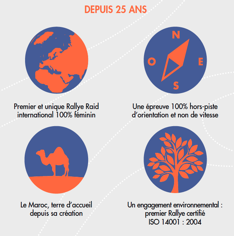 DEPUIS 25 ANS
N
O E
S
Premier et unique Rallye Raid
international 100% féminin
Une épreuve 100% hors-piste
d'orientation et non de vitesse
Le Maroc, terre d'accueil
depuis sa création
Un engagement environnemental :
premier Rallye certifié
ISO 14001 : 2004